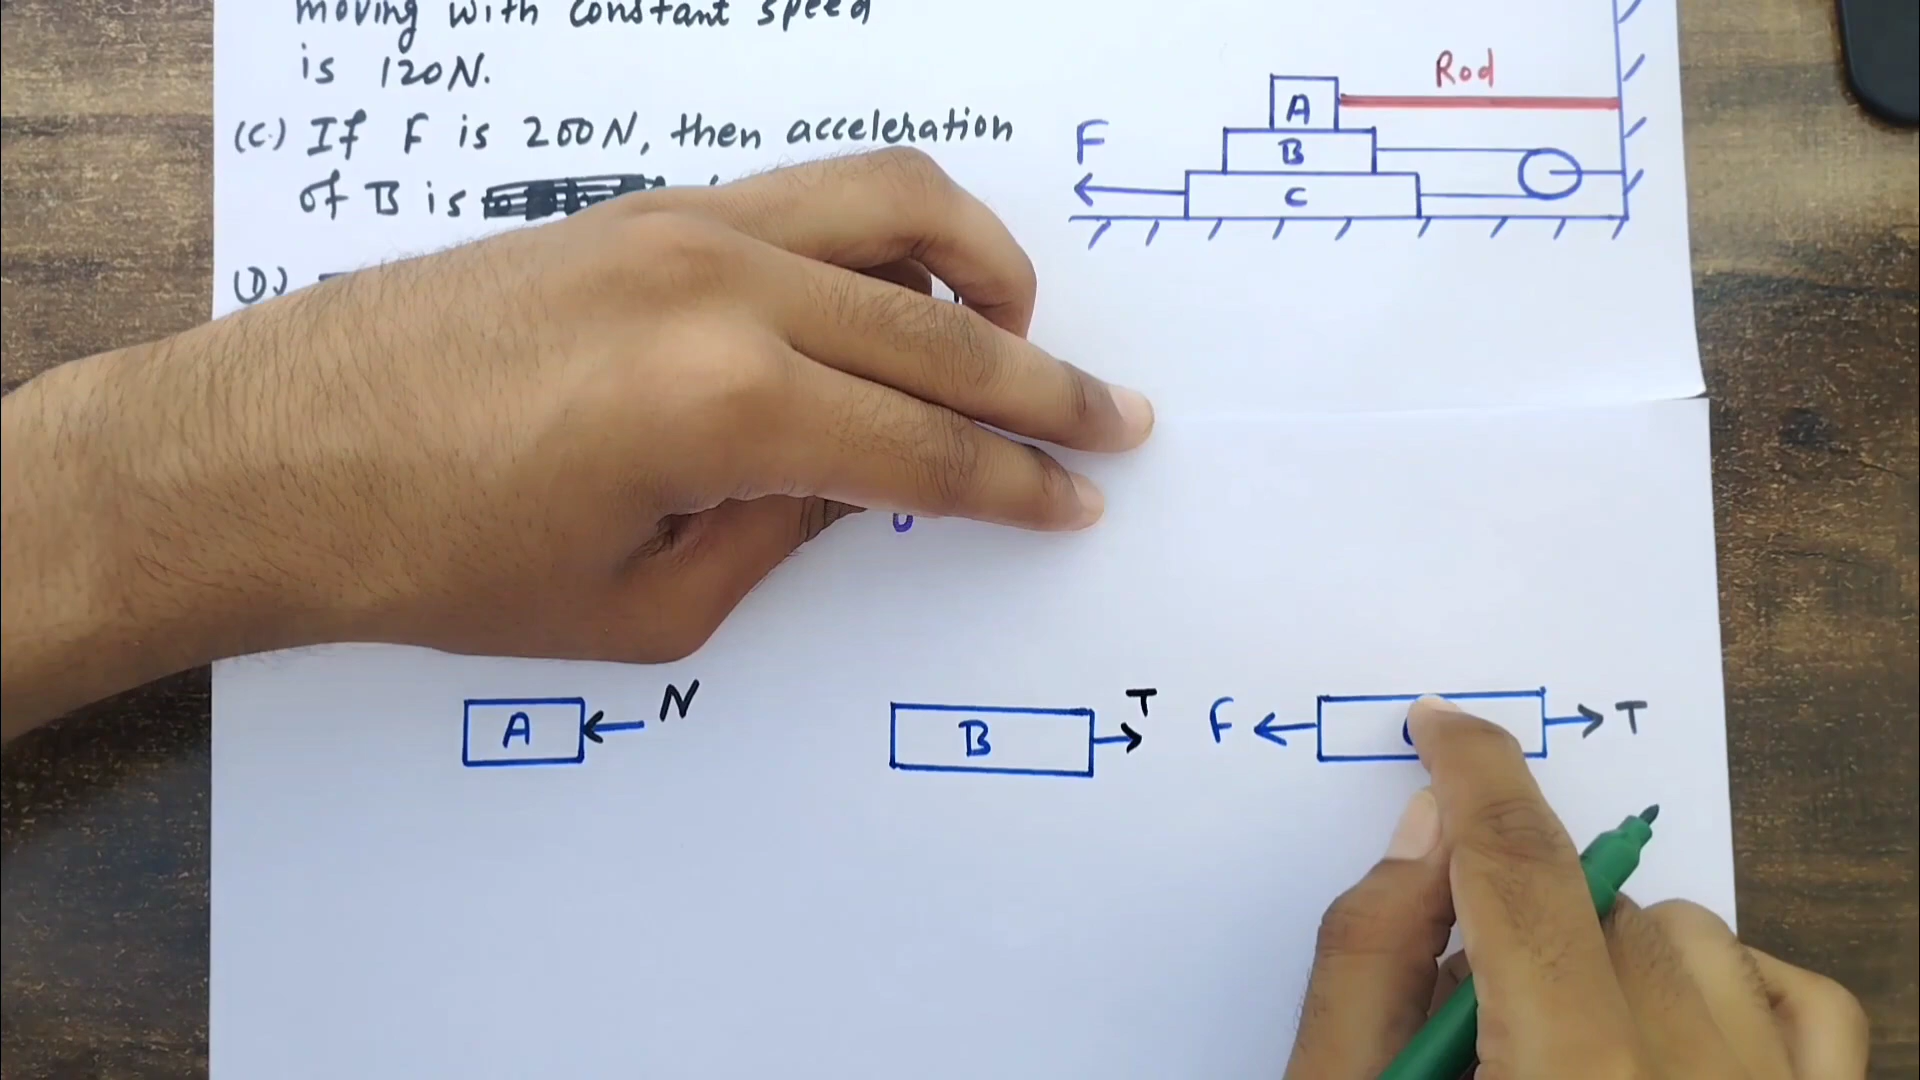 moving with constant speed
is 120N.
(C.) If F is 200N, then acceleration
of B is
(D.)
Rod
A
F
B
C
A
N
B
T
F
T